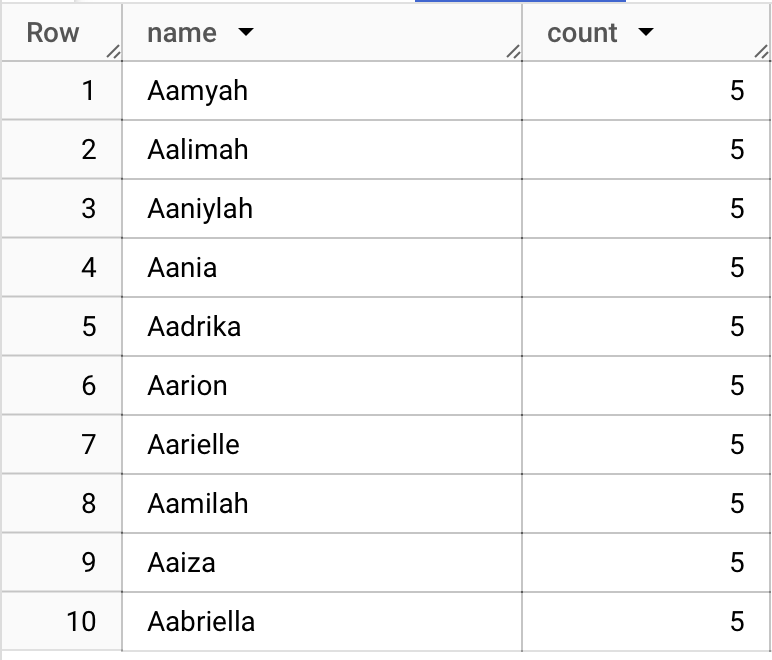 Row name count
1 Aamyah 5
2 Aalimah 5
3 Aaniylah 5
4 Aania 5
5 Aadrika 5
6 Aarion 5
7 Aarielle 5
8 Aamilah 5
9 Aaiza 5
10 Aabriella 5